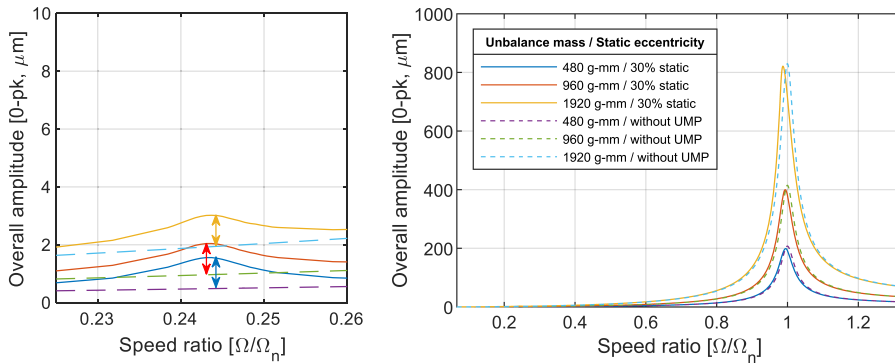 Overall amplitude [0-pk, μm]
10
8
6
4
2
0
0.23
0.24
0.25
0.26
Speed ratio [Ω/Ωn]
Overall amplitude [0-pk, μm]
1000
800
600
400
200
0
0.2
0.4
0.6
0.8
1
1.2
Speed ratio [Ω/Ωn]
Unbalance mass / Static eccentricity
480 g-mm / 30% static
960 g-mm / 30% static
1920 g-mm / 30% static
480 g-mm / without UMP
960 g-mm / without UMP
1920 g-mm / without UMP